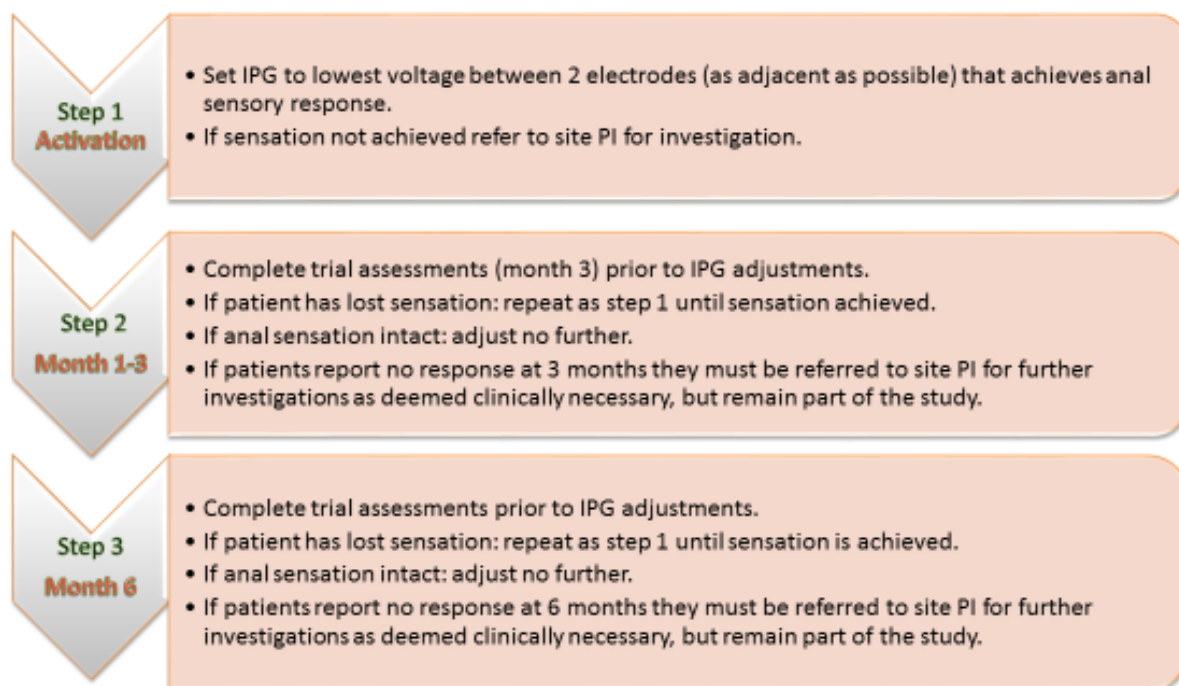 Step 1
Activation
• Set IPG to lowest voltage between 2 electrodes (as adjacent as possible) that achieves anal
sensory response.
• If sensation not achieved refer to site PI for investigation.
Step 2
Month 1-3
• Complete trial assessments (month 3) prior to IPG adjustments.
• If patient has lost sensation: repeat as step 1 until sensation achieved.
• If anal sensation intact: adjust no further.
• If patients report no response at 3 months they must be referred to site PI for further
investigations as deemed clinically necessary, but remain part of the study.
Step 3
Month 6
• Complete trial assessments prior to IPG adjustments.
• If patient has lost sensation: repeat as step 1 until sensation is achieved.
• If anal sensation intact: adjust no further.
• If patients report no response at 6 months they must be referred to site PI for further
investigations as deemed clinically necessary, but remain part of the study.